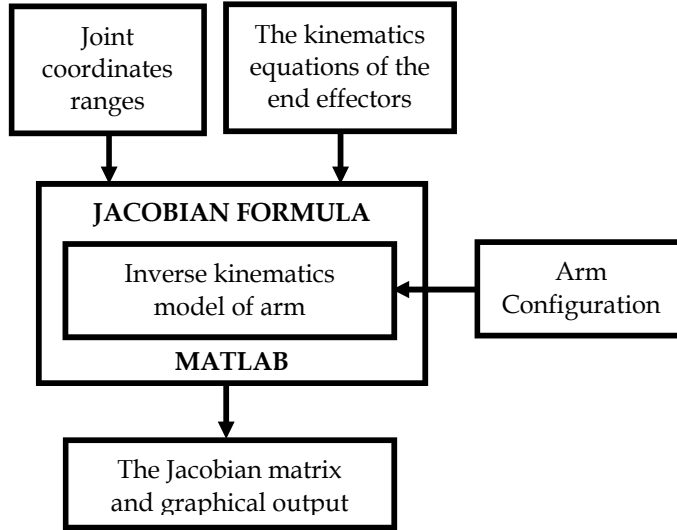 Joint
coordinates
ranges
The kinematics
equations of the
end effectors
JACOBIAN FORMULA
Inverse kinematics
model of arm
MATLAB
Arm
Configuration
The Jacobian matrix
and graphical output